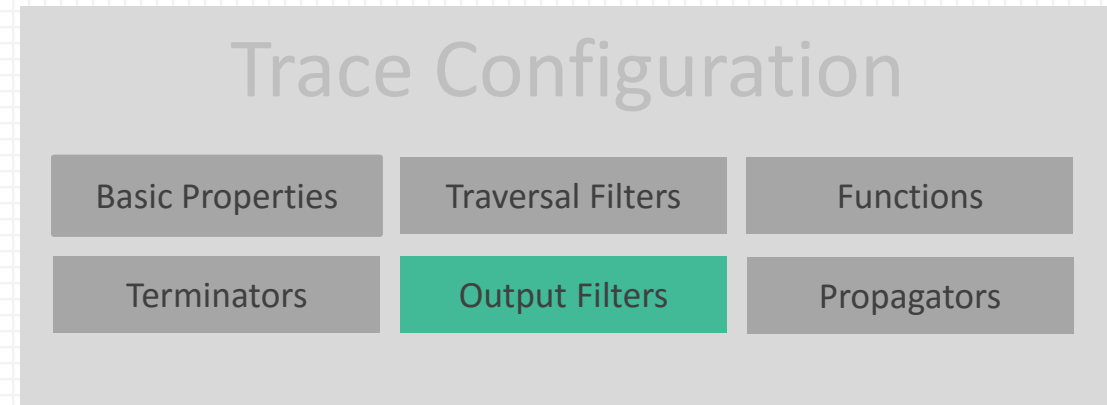 Trace Configuration
Basic Properties Traversal Filters Functions
Terminators Output Filters Propagators